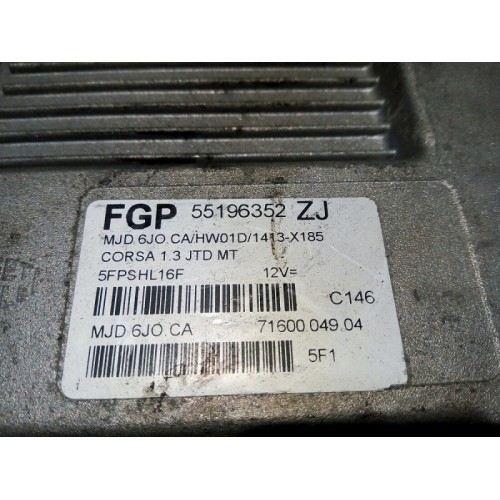 FGP 55196352 ZJ
MJD 6JO.CA/HW01D/1413-X185
CORSA 1.3 JTD MT
5FPSHL16F 12V=
C146
MJD 6JO.CA 71600.049.04
5F1